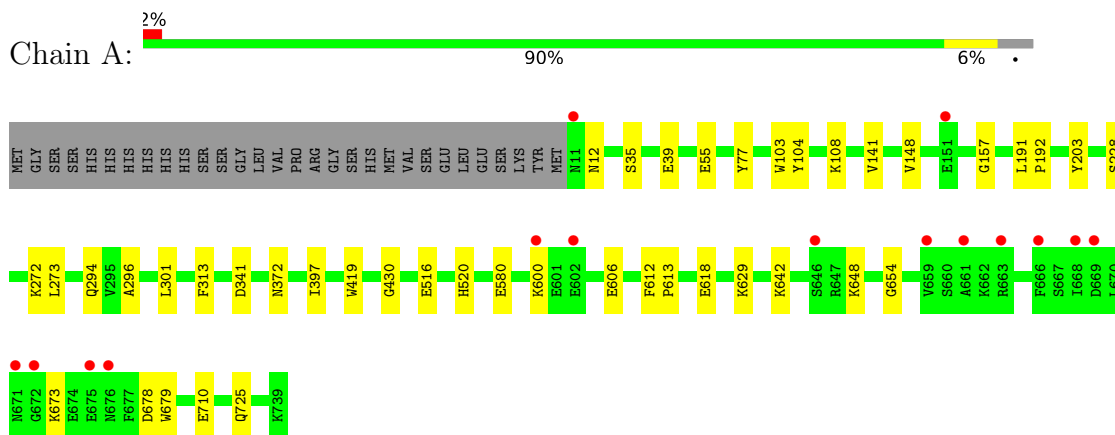 2%
Chain A:
90% 6% •
MET GLY SER SER HIS HIS HIS HIS HIS HIS SER SER GLY LEU VAL PRO ARG GLY SER HIS MET VAL SER GLU LEU GLU SER LYS TYR MET N11 N12 S35 E39 E55 Y77 W103 Y104 K108 V141 V148 E151 G157 L191 P192 Y203
K272 L273 Q294 V295 A296 L301 F313 D341 N372 I397 W419 G430 E516 H520 E580 K600 E601 E602 E606 F612 P613 E618 K629 K642 S646 R647 K648 G654 V659 S660 A661 K662 R663 F666 S667 I668 D669
N671 G672 K673 E674 E675 N676 F677 D678 W679 E710 Q725 K739